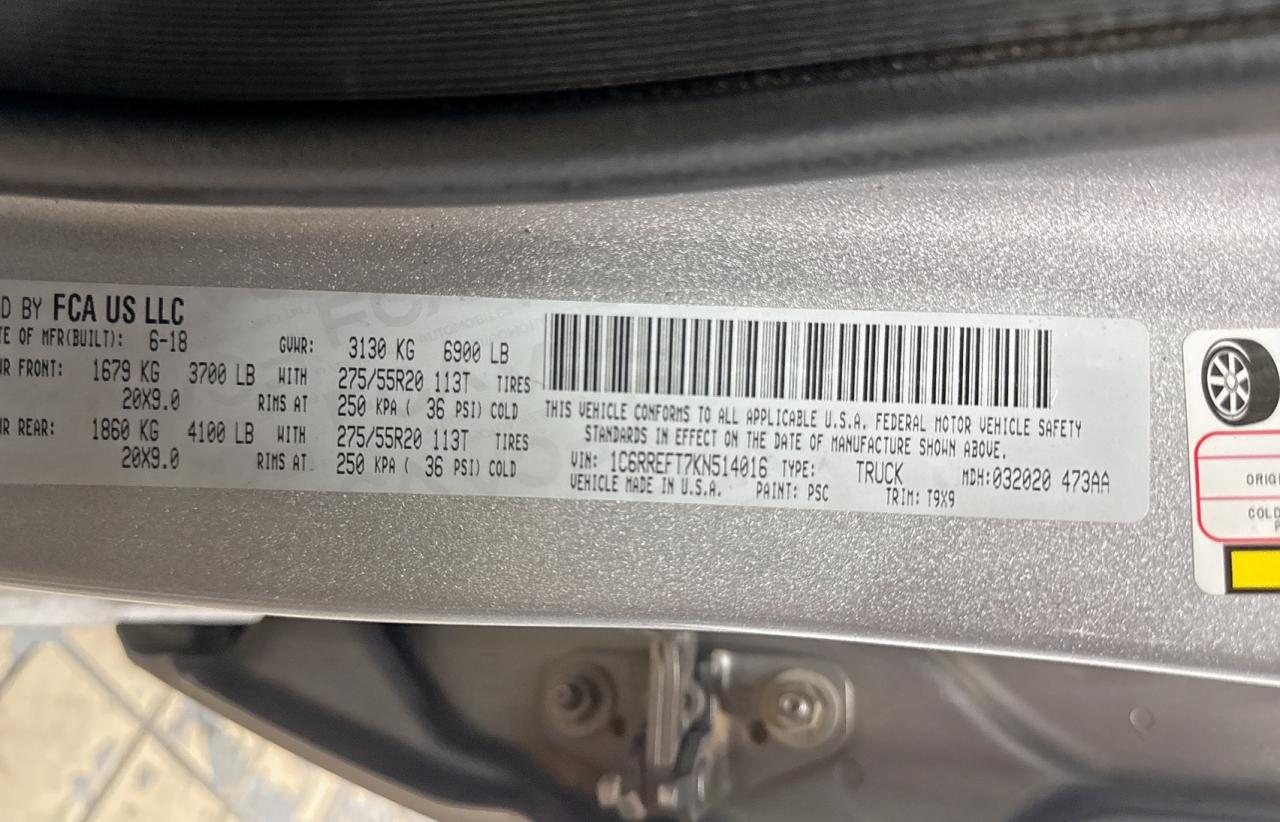 D BY FCA US LLC
TE OF MFR(BUILT): 6-18 GVWR: 3130 KG 6900 LB
WR FRONT: 1679 KG 3700 LB WITH 275/55R20 113T TIRES
20X9.0 RIMS AT 250 KPA ( 36 PSI) COLD
WR REAR: 1860 KG 4100 LB WITH 275/55R20 113T TIRES
20X9.0 RIMS AT 250 KPA ( 36 PSI) COLD
THIS VEHICLE CONFORMS TO ALL APPLICABLE U.S.A. FEDERAL MOTOR VEHICLE SAFETY
STANDARDS IN EFFECT ON THE DATE OF MANUFACTURE SHOWN ABOVE.
VIN: 1C6RREFT7KN514016 TYPE: TRUCK MDH:032020 473AA
VEHICLE MADE IN U.S.A. PAINT: PSC TRIM: T9X9
ORIGI
COLD